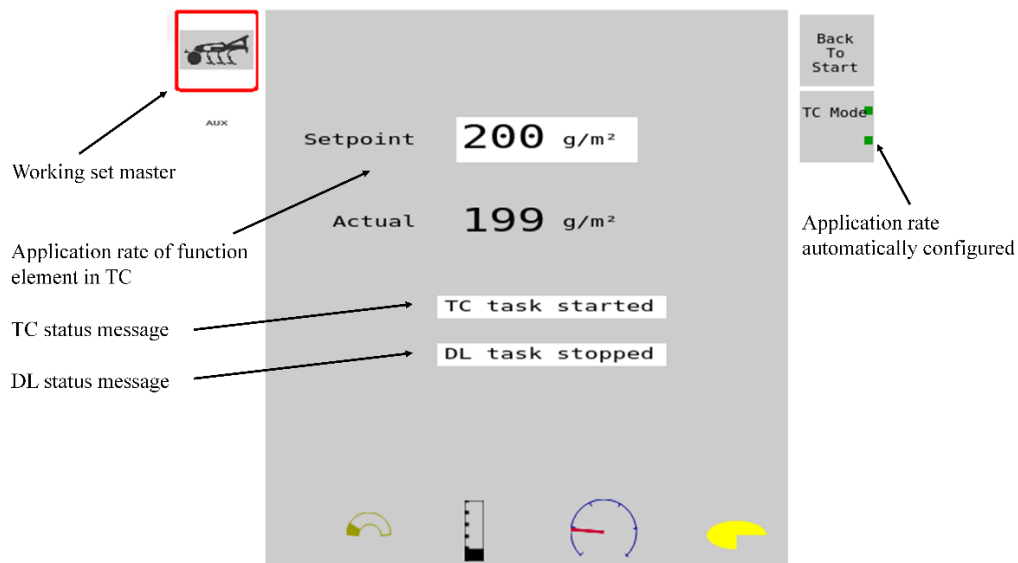 Back
To
Start
TC Mode
AUX
Setpoint 200 g/m²
Working set master
Actual 199 g/m²
Application rate
automatically configured
Application rate of function
element in TC
TC task started
TC status message
DL task stopped
DL status message